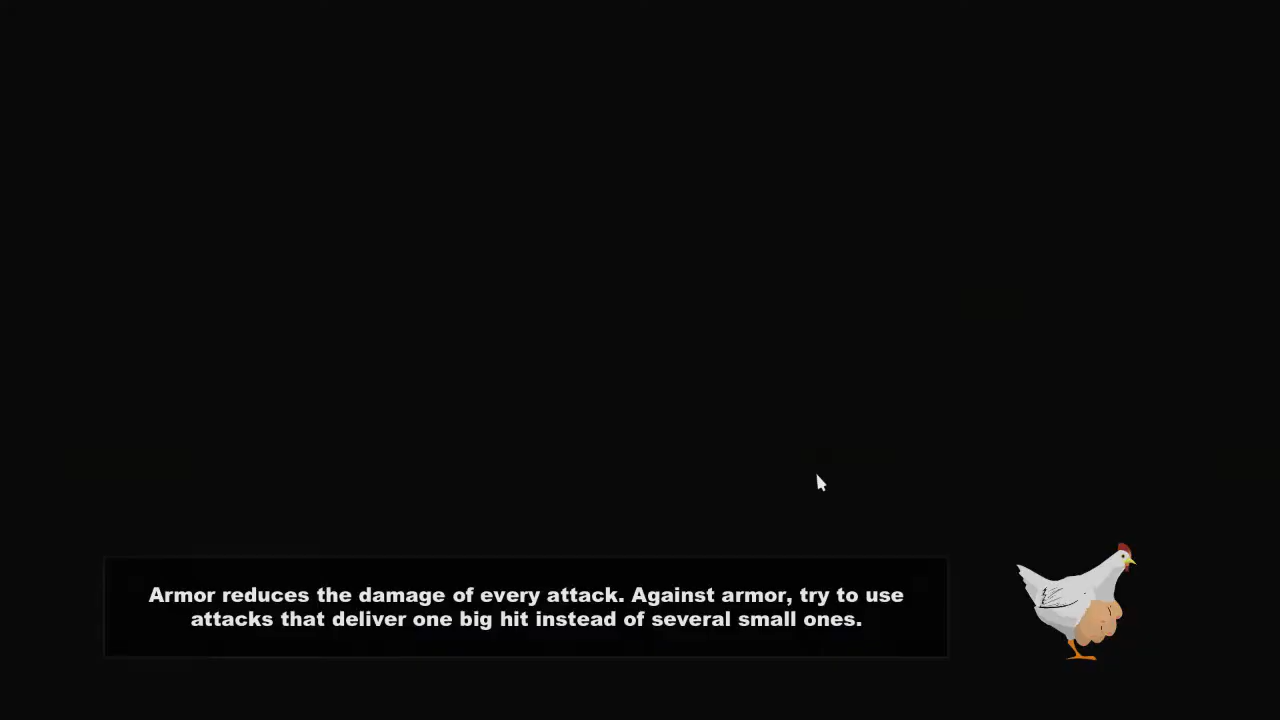 Armor reduces the damage of every attack. Against armor, try to use
attacks that deliver one big hit instead of several small ones.